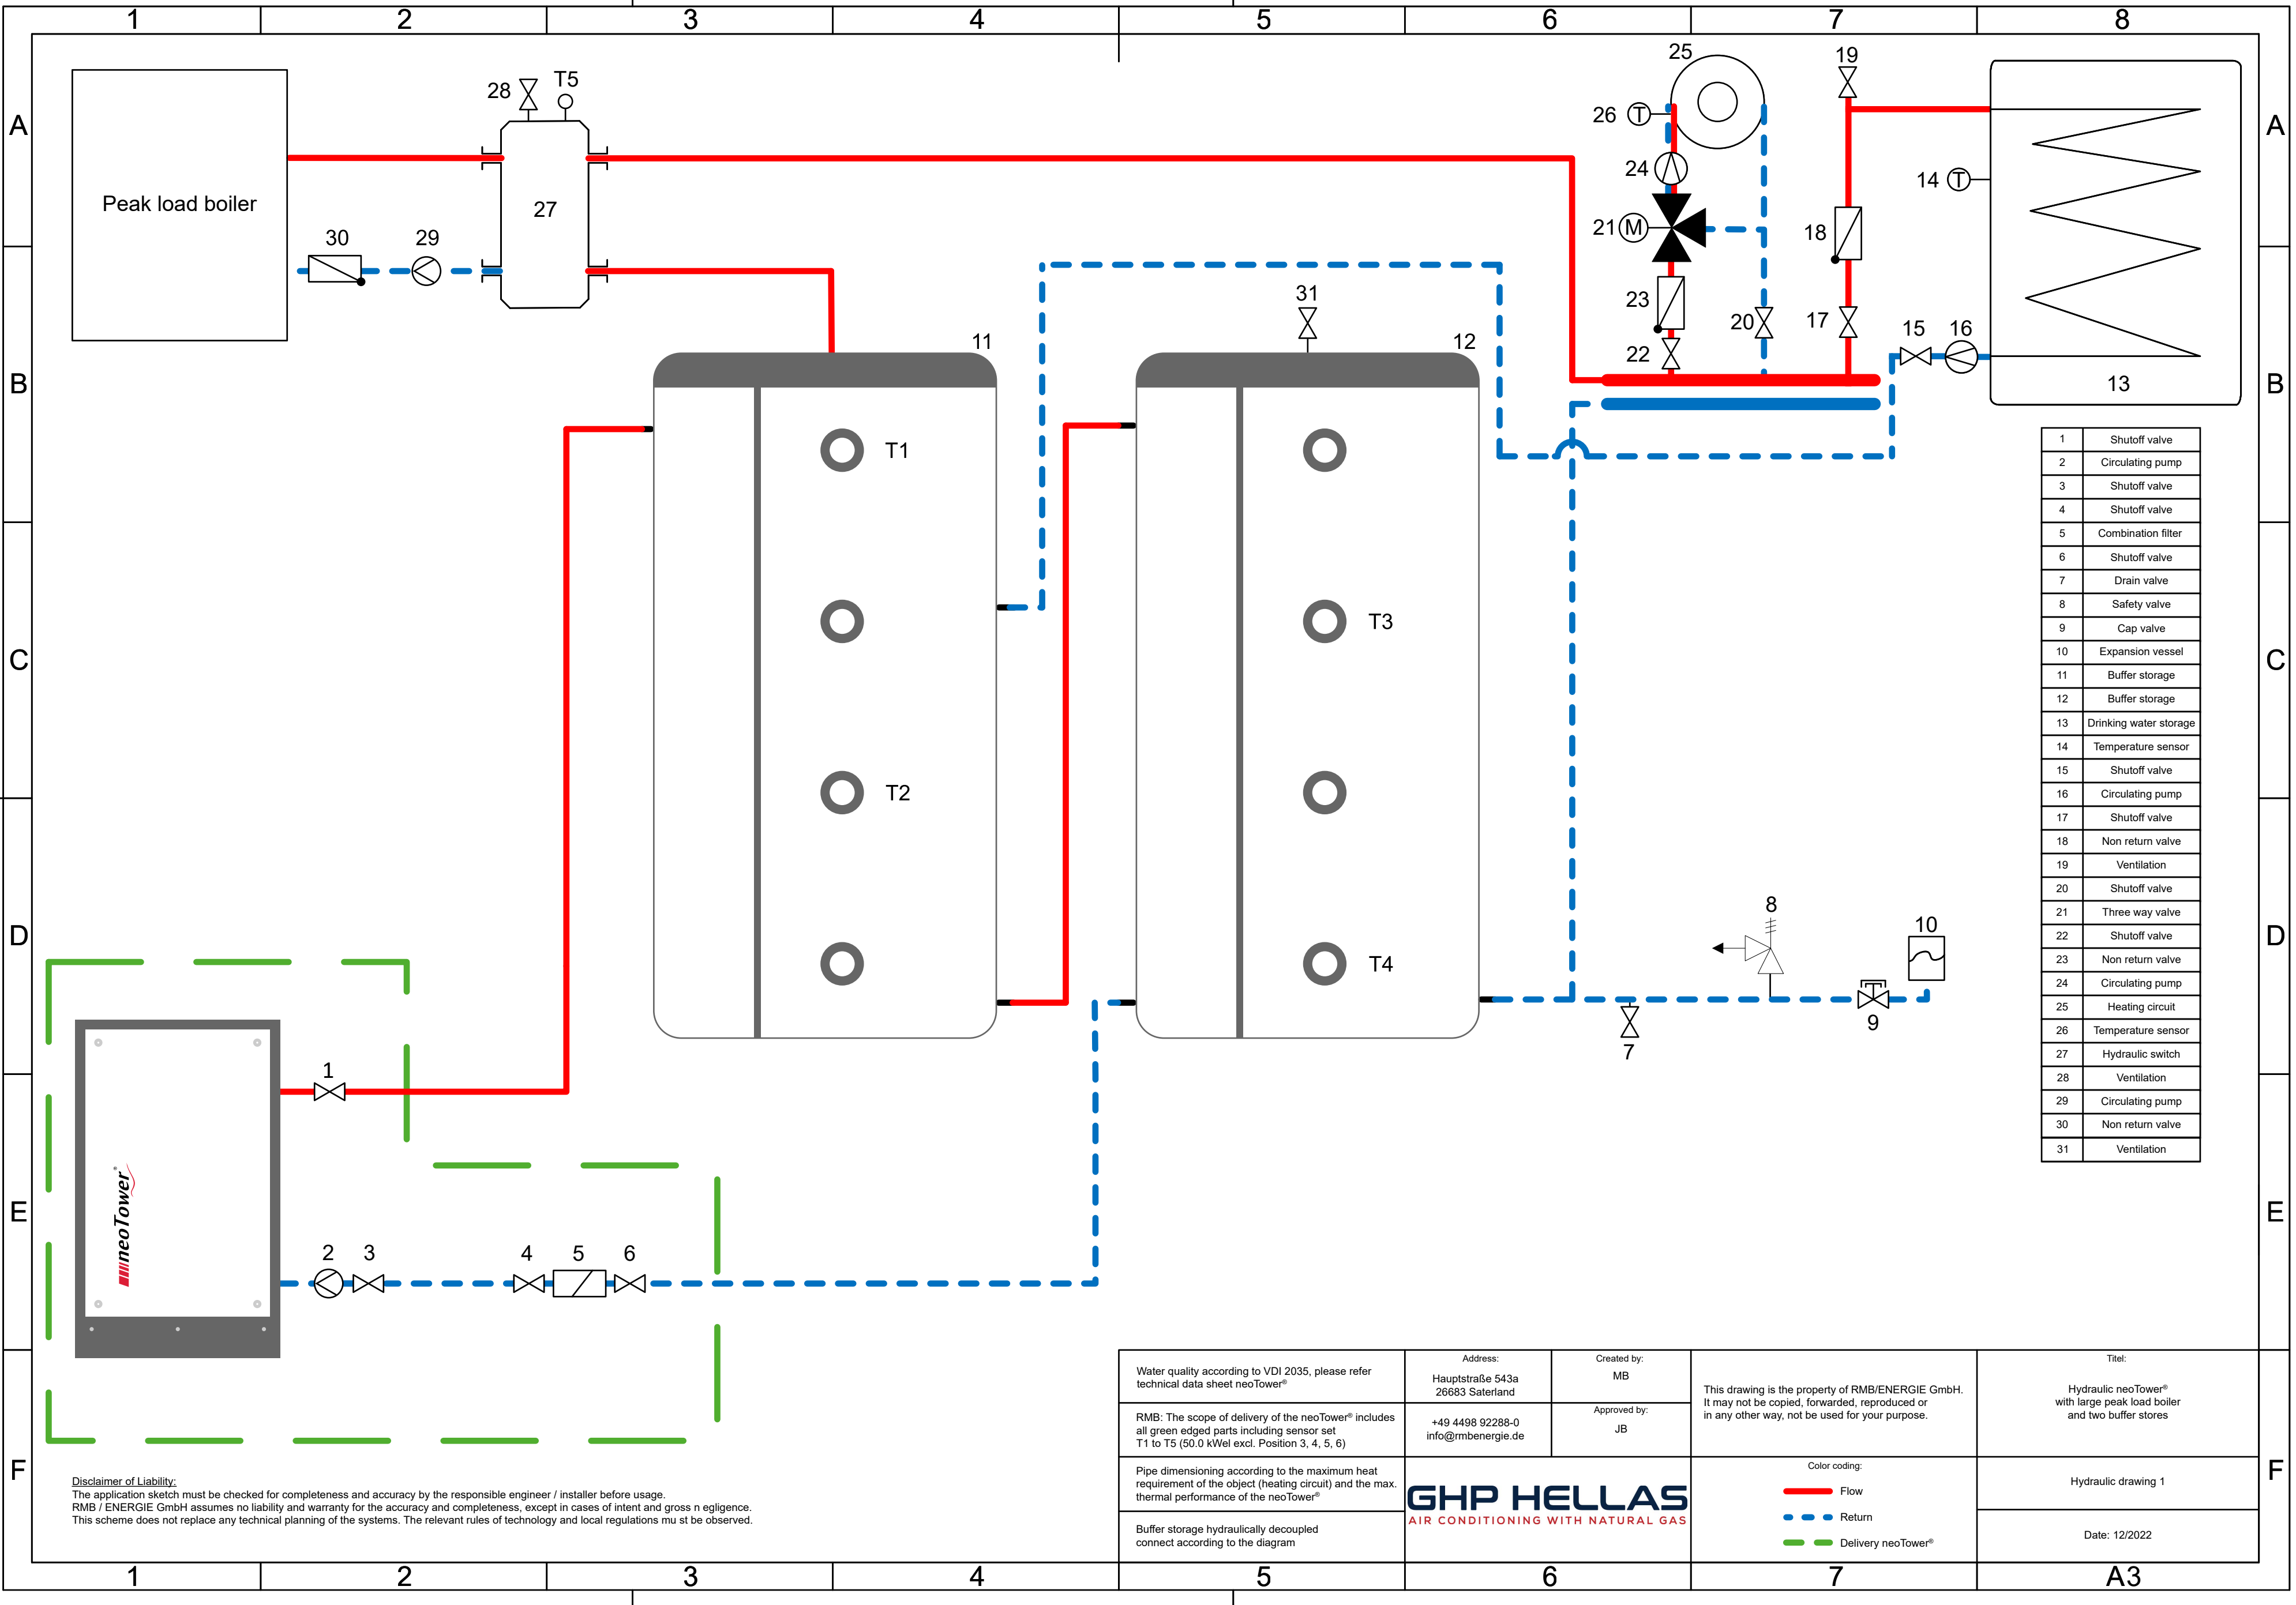 1 2 3 4 5 6 7 8
A A
B B
C C
D D
E E
F F
Peak load boiler
28
T5
27
30
29
25
26
T
24
21
M
23
22
20
19
18
17
14
T
15
16
13
11
31
12
T1
T2
T3
T4
8
10
7
9
1
neoTower®
2
3
4
5
6
1 Shutoff valve
2 Circulating pump
3 Shutoff valve
4 Shutoff valve
5 Combination filter
6 Shutoff valve
7 Drain valve
8 Safety valve
9 Cap valve
10 Expansion vessel
11 Buffer storage
12 Buffer storage
13 Drinking water storage
14 Temperature sensor
15 Shutoff valve
16 Circulating pump
17 Shutoff valve
18 Non return valve
19 Ventilation
20 Shutoff valve
21 Three way valve
22 Shutoff valve
23 Non return valve
24 Circulating pump
25 Heating circuit
26 Temperature sensor
27 Hydraulic switch
28 Ventilation
29 Circulating pump
30 Non return valve
31 Ventilation
Disclaimer of Liability:
The application sketch must be checked for completeness and accuracy by the responsible engineer / installer before usage.
RMB / ENERGIE GmbH assumes no liability and warranty for the accuracy and completeness, except in cases of intent and gross n egligence.
This scheme does not replace any technical planning of the systems. The relevant rules of technology and local regulations mu st be observed.
Water quality according to VDI 2035, please refer
technical data sheet neoTower®
RMB: The scope of delivery of the neoTower® includes
all green edged parts including sensor set
T1 to T5 (50.0 kWel excl. Position 3, 4, 5, 6)
Pipe dimensioning according to the maximum heat
requirement of the object (heating circuit) and the max.
thermal performance of the neoTower®
Buffer storage hydraulically decoupled
connect according to the diagram
Address:
Hauptstraße 543a
26683 Saterland
+49 4498 92288-0
info@rmbenergie.de
Created by:
MB
Approved by:
JB
GHP HELLAS
AIR CONDITIONING WITH NATURAL GAS
This drawing is the property of RMB/ENERGIE GmbH.
It may not be copied, forwarded, reproduced or
in any other way, not be used for your purpose.
Color coding:
Flow
Return
Delivery neoTower®
Titel:
Hydraulic neoTower®
with large peak load boiler
and two buffer stores
Hydraulic drawing 1
Date: 12/2022
1 2 3 4 5 6 7 A3